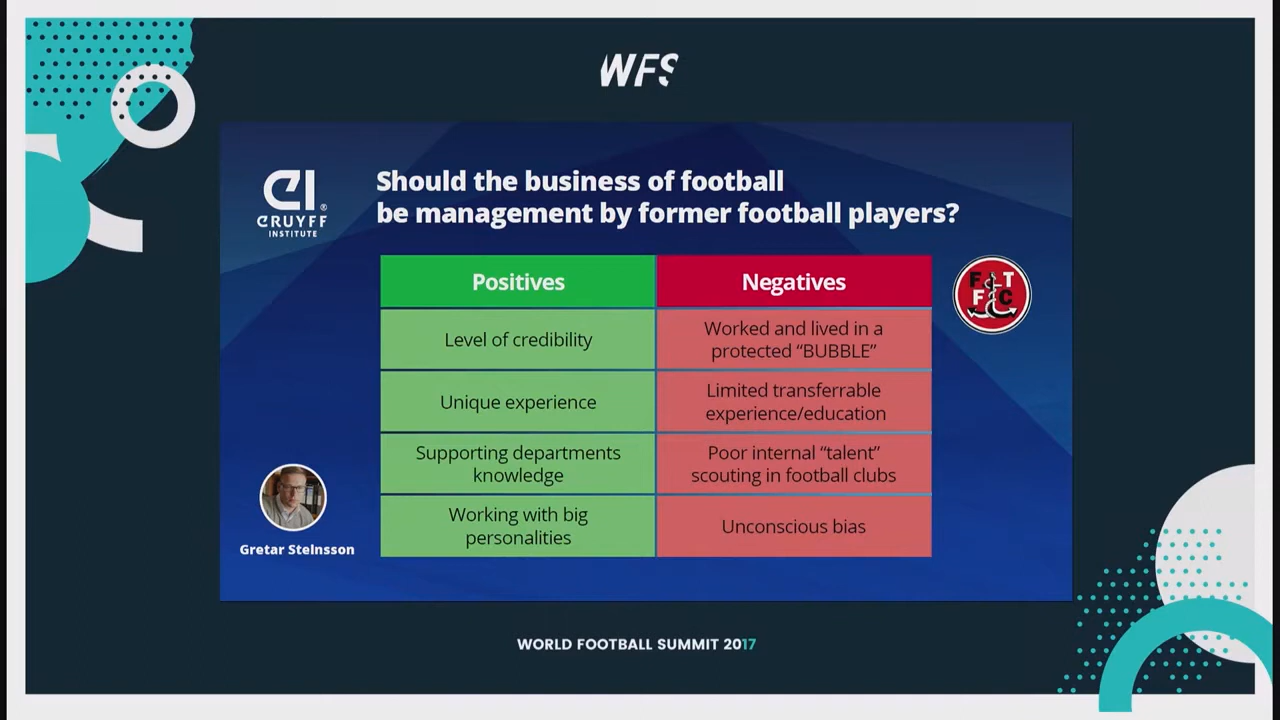 WFS
CRUYFF
INSTITUTE
Should the business of football
be management by former football players?
Positives
Negatives
Level of credibility
Worked and lived in a
protected “BUBBLE”
Unique experience
Limited transferrable
experience/education
Supporting departments
knowledge
Poor internal “talent”
scouting in football clubs
Working with big
personalities
Unconscious bias
F T
F C
Gretar Steinsson
WORLD FOOTBALL SUMMIT 2017